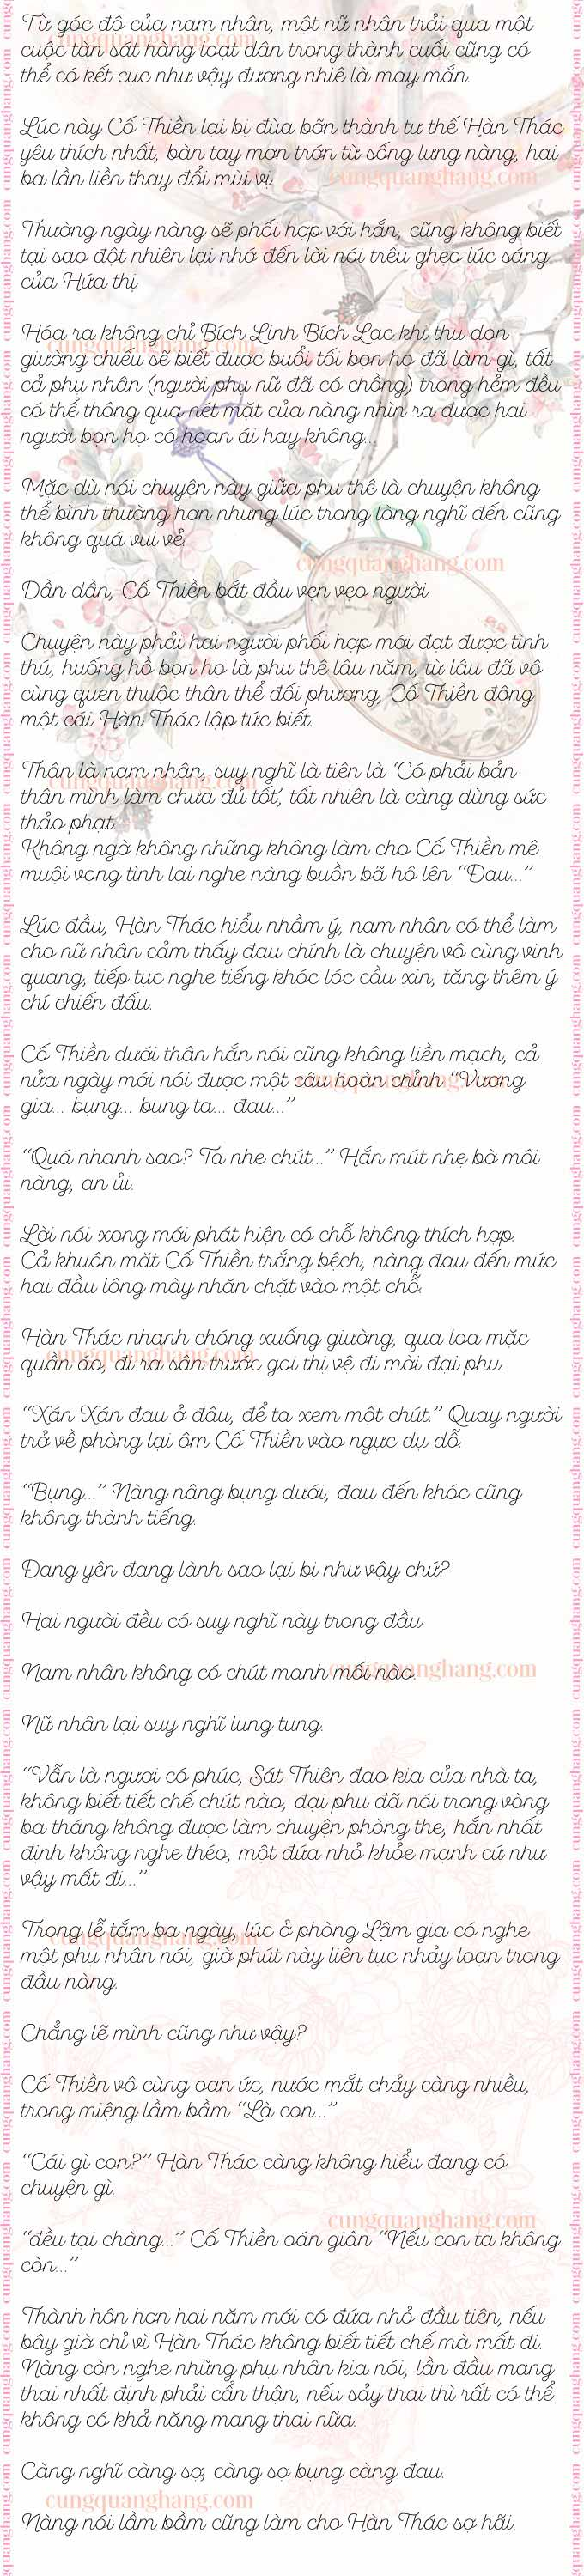 Từ góc độ của nam nhân, một nữ nhân trải qua một
cuộc tàn sát hàng loạt dân trong thành cuối cùng có
thể có kết cục như vậy đương nhiê là may mắn.
Lúc này Cố Thiền lại bị đùa bỡn thành tư thế Hàn Thác
yêu thích nhất, bàn tay mơn trớn từ sống lưng nàng, hai
ba lần liền thay đổi mùi vị.
Thường ngày nàng sẽ phối hợp với hắn, cũng không biết
tại sao đột nhiên lại nhớ đến lời nói trêu ghẹo lúc sáng
của Hứa thị.
Hóa ra không chỉ Bích Linh Bích Lạc khi thu dọn
giường chiếu sẽ biết được buổi tối bọn họ đã làm gì, tất
cả phụ nhân (người phụ nữ đã có chồng) trong hẻm đều
có thể thông qua nét mặt của nàng nhìn ra được hai
người bọn họ có hoan ái hay không...
Mặc dù nói chuyện này giữa phu thê là chuyện không
thể bình thường hơn nhưng lúc trong lòng nghĩ đến cũng
không quá vui vẻ.
Dần dần, Cố Thiền bắt đầu vẹn vẹo người.
Chuyện này phải hai người phối hợp mới đạt được tình
thú, huống hồ bọn họ là phu thê lâu năm, từ lâu đã vô
cùng quen thuộc thân thể đối phương, Cố Thiền động
một cái Hàn Thác lập tức biết.
Thân là nam nhân, suy nghĩ là tiên là 'Có phải bản
thân mình làm chưa đủ tốt', tất nhiên là càng dùng sức
thảo phạt.
Không ngờ không những không làm cho Cố Thiền mê
muội vong tình lại nghe nàng buồn bã hô lên "Đau..."
Lúc đầu, Hàn Thác hiểu nhầm ý, nam nhân có thể làm
cho nữ nhân cảm thấy đau chính là chuyện vô cùng vinh
quang, tiếp tục nghe tiếng khóc lóc cầu xin, tăng thêm ý
chí chiến đấu.
Cố Thiền dưới thân hắn nói cũng không liền mạch, cả
nửa ngày mới nói được một câu hoàn chỉnh "Vương
gia... bụng... bụng ta... đau..."
"Quá nhanh sao? Ta nhẹ chút..." Hắn mút nhẹ bờ môi
nàng, an ủi.
Lời nói xong mới phát hiện có chỗ không thích hợp.
Cả khuôn mặt Cố Thiền trắng bệch, nàng đau đến mức
hai đầu lông mày nhăn chặt vào một chỗ.
Hàn Thác nhanh chóng xuống giường, qua loa mặc
quần áo, đi ra sân trước gọi thị vệ đi mời đại phu.
"Xán Xán đau ở đâu, để ta xem một chút." Quay người
trở về phòng lại ôm Cố Thiền vào ngực dụ dỗ.
"Bụng..." Nàng nâng bụng dưới, đau đến khóc cũng
không thành tiếng.
Đang yên đang lành sao lại bị như vậy chứ?
Hai người đều có suy nghĩ này trong đầu.
Nam nhân không có chút manh mối nào.
Nữ nhân lại suy nghĩ lung tung.
"Vẫn là ngươi có phúc, Sát Thiên đao kia của nhà ta,
không biết tiết chế chút nào, đại phu đã nói trong vòng
ba tháng không được làm chuyện phòng the, hắn nhất
định không nghe théo, một đứa nhỏ khỏe mạnh cứ như
vậy mất đi..."
Trong lễ tắm ba ngày, lúc ở phòng Lâm gia có nghe
một phụ nhân nói, giờ phút này liên tục nhảy loạn trong
đầu nàng.
Chẳng lẽ mình cũng như vậy?
Cố Thiền vô cùng oan ức, nước mắt chảy càng nhiều,
trong miệng lầm bầm "Là con..."
"Cái gì con?" Hàn Thác càng không hiểu đang có
chuyện gì.
"đều tại chàng..." Cố Thiền oán giận "Nếu con ta không
còn..."
Thành hôn hơn hai năm mới có đứa nhỏ đầu tiên, nếu
bây giờ chỉ vì Hàn Thác không biết tiết chế mà mất đi.
Nàng còn nghe những phụ nhân kia nói, lần đầu mang
thai nhất định phải cẩn thận, nếu sảy thai thì rất có thể
không có khả năng mang thai nữa.
Càng nghĩ càng sợ, càng sợ bụng càng đau.
Nàng nói lầm bầm cũng làm cho Hàn Thác sợ hãi.
cungquanghang.com
cungquanghang.com
cungquanghang.com
cungquanghang.com
cungquanghang.com
cungquanghang.com
cungquanghang.com
cungquanghang.com
cungquanghang.com
cungquanghang.com
cungquanghang.com